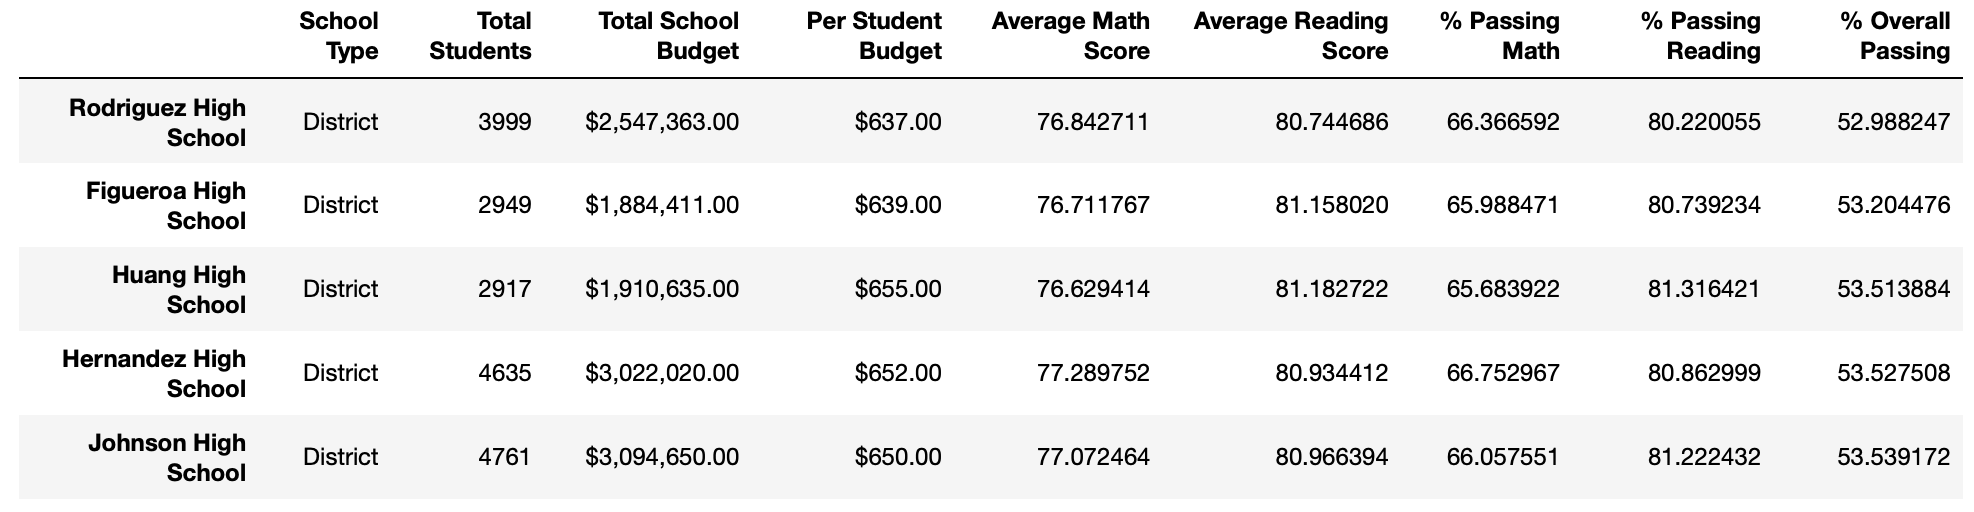 School Type Total Students Total School Budget Per Student Budget Average Math Score Average Reading Score % Passing Math % Passing Reading % Overall Passing
Rodriguez High School District 3999 $2,547,363.00 $637.00 76.842711 80.744686 66.366592 80.220055 52.988247
Figueroa High School District 2949 $1,884,411.00 $639.00 76.711767 81.158020 65.988471 80.739234 53.204476
Huang High School District 2917 $1,910,635.00 $655.00 76.629414 81.182722 65.683922 81.316421 53.513884
Hernandez High School District 4635 $3,022,020.00 $652.00 77.289752 80.934412 66.752967 80.862999 53.527508
Johnson High School District 4761 $3,094,650.00 $650.00 77.072464 80.966394 66.057551 81.222432 53.539172